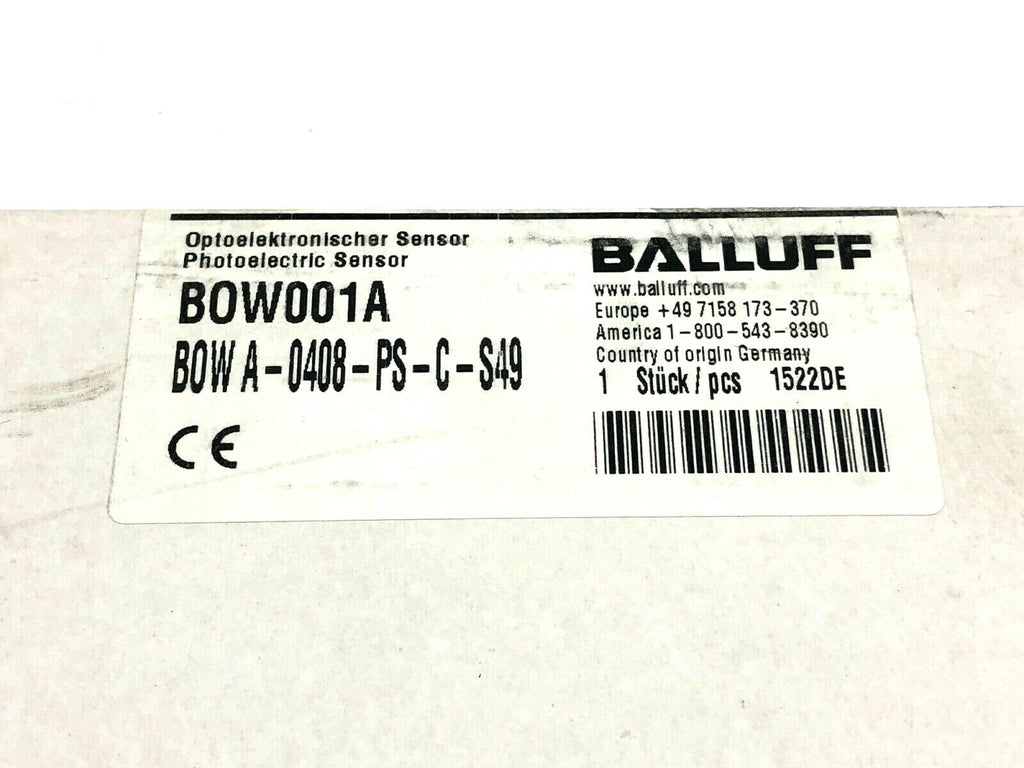 Optoelektronischer Sensor
Photoelectric Sensor
BOW001A
BOW A-0408-PS-C-S49
CE
BALLUFF
www.balluff.com
Europe +49 7158 173-370
America 1-800-543-8390
Country of origin Germany
1 Stück / pcs 1522DE